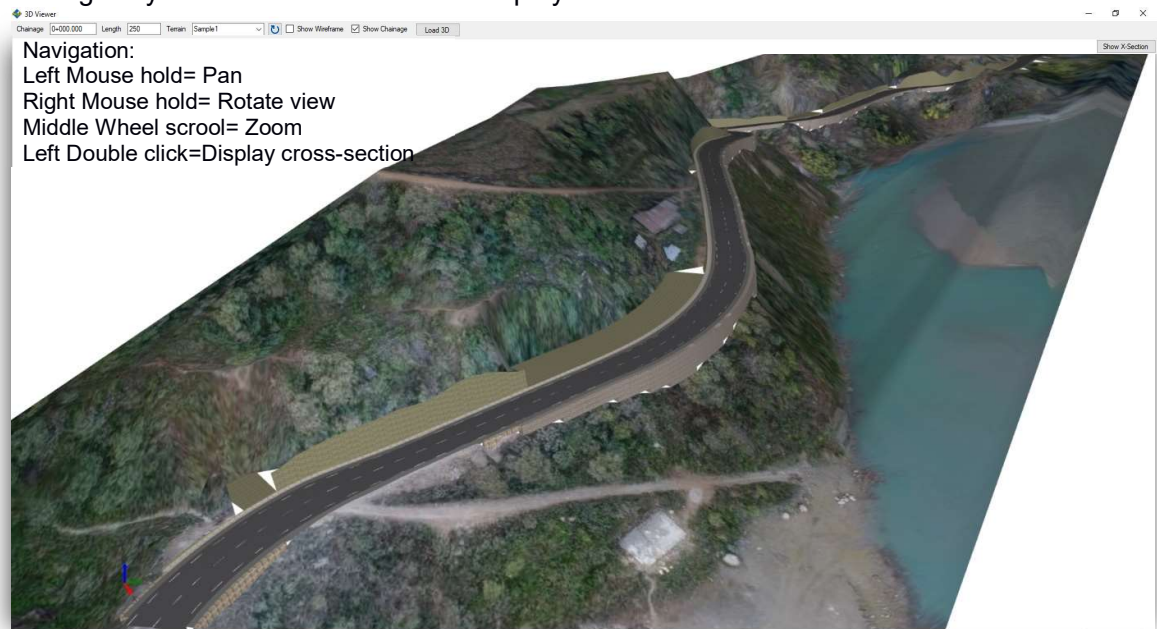 3D Viewer
Chainage 0+000.000 Length 250 Terrain Sample1 Show Wireframe Show Chainage Load 3D
Show X-Section
Navigation:
Left Mouse hold= Pan
Right Mouse hold= Rotate view
Middle Wheel scrool= Zoom
Left Double click=Display cross-section